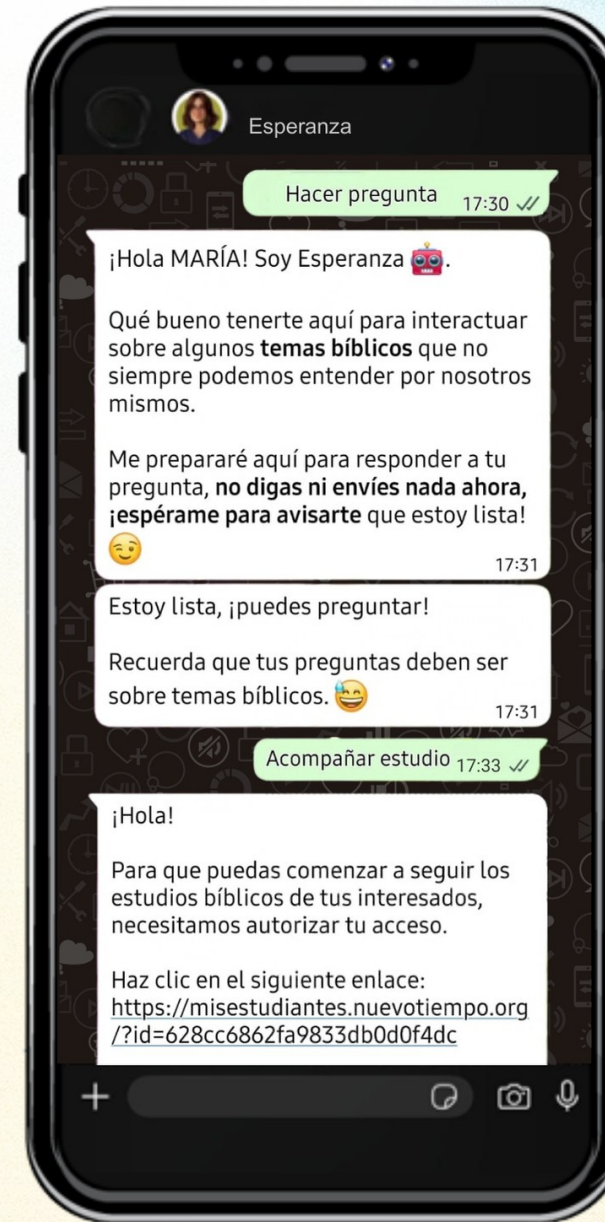 Esperanza
Hacer pregunta 17:30
¡Hola MARÍA! Soy Esperanza 🤖.
Qué bueno tenerte aquí para interactuar
sobre algunos temas bíblicos que no
siempre podemos entender por nosotros
mismos.
Me prepararé aquí para responder a tu
pregunta, no digas ni envíes nada ahora,
¡espérame para avisarte que estoy lista!
😉
17:31
Estoy lista, ¡puedes preguntar!
Recuerda que tus preguntas deben ser
sobre temas bíblicos. 😅
17:31
Acompañar estudio 17:33
¡Hola!
Para que puedas comenzar a seguir los
estudios bíblicos de tus interesados,
necesitamos autorizar tu acceso.
Haz clic en el siguiente enlace:
https://misestudiantes.nuevotiempo.org
/?id=628cc6862fa9833db0d0f4dc